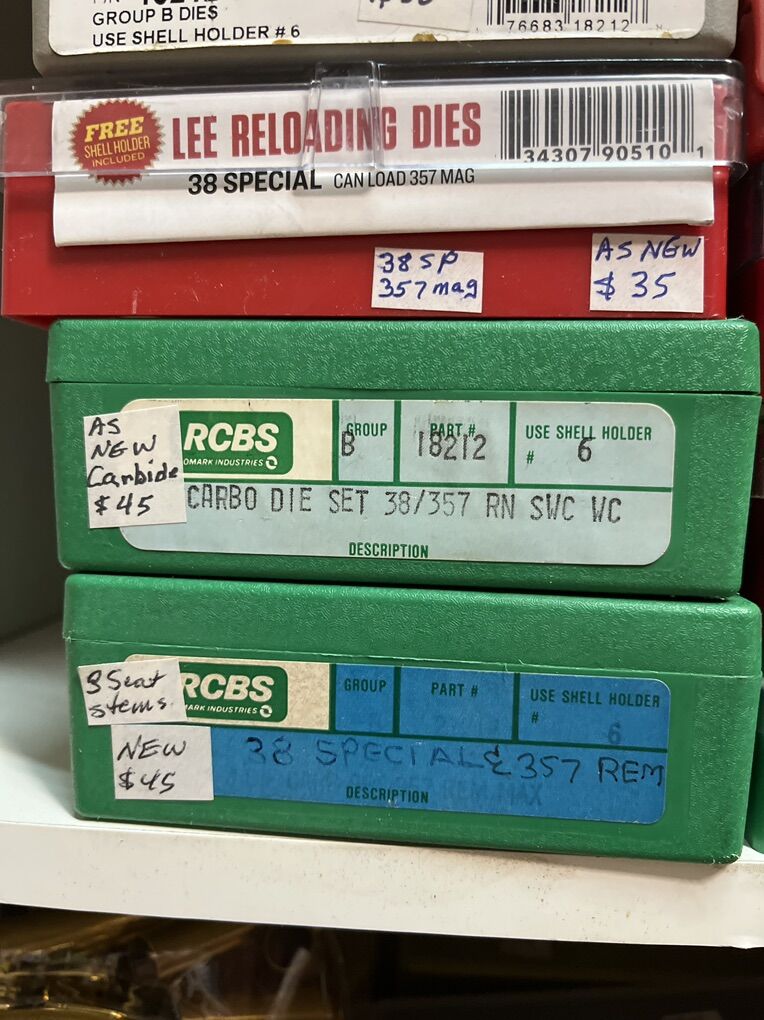 GROUP B DIE$
USE SHELL HOLDER # 6
76683 18212
FREE
SHELL HOLDER
INCLUDED
LEE RELOADING DIES
34307 90510 1
38 SPECIAL CAN LOAD 357 MAG
38 SP
357 mag
AS NEW
$ 35
AS
NEW
Carbide
$45
RCBS
OMARK INDUSTRIES
GROUP
B
PART #
18212
USE SHELL HOLDER
# 6
CARBO DIE SET 38/357 RN SWC WC
DESCRIPTION
3 Seat
stems
NEW
$45
RCBS
MARK INDUSTRIES
GROUP
PART #
USE SHELL HOLDER
# 6
38 SPECIAL & 357 REM
DESCRIPTION